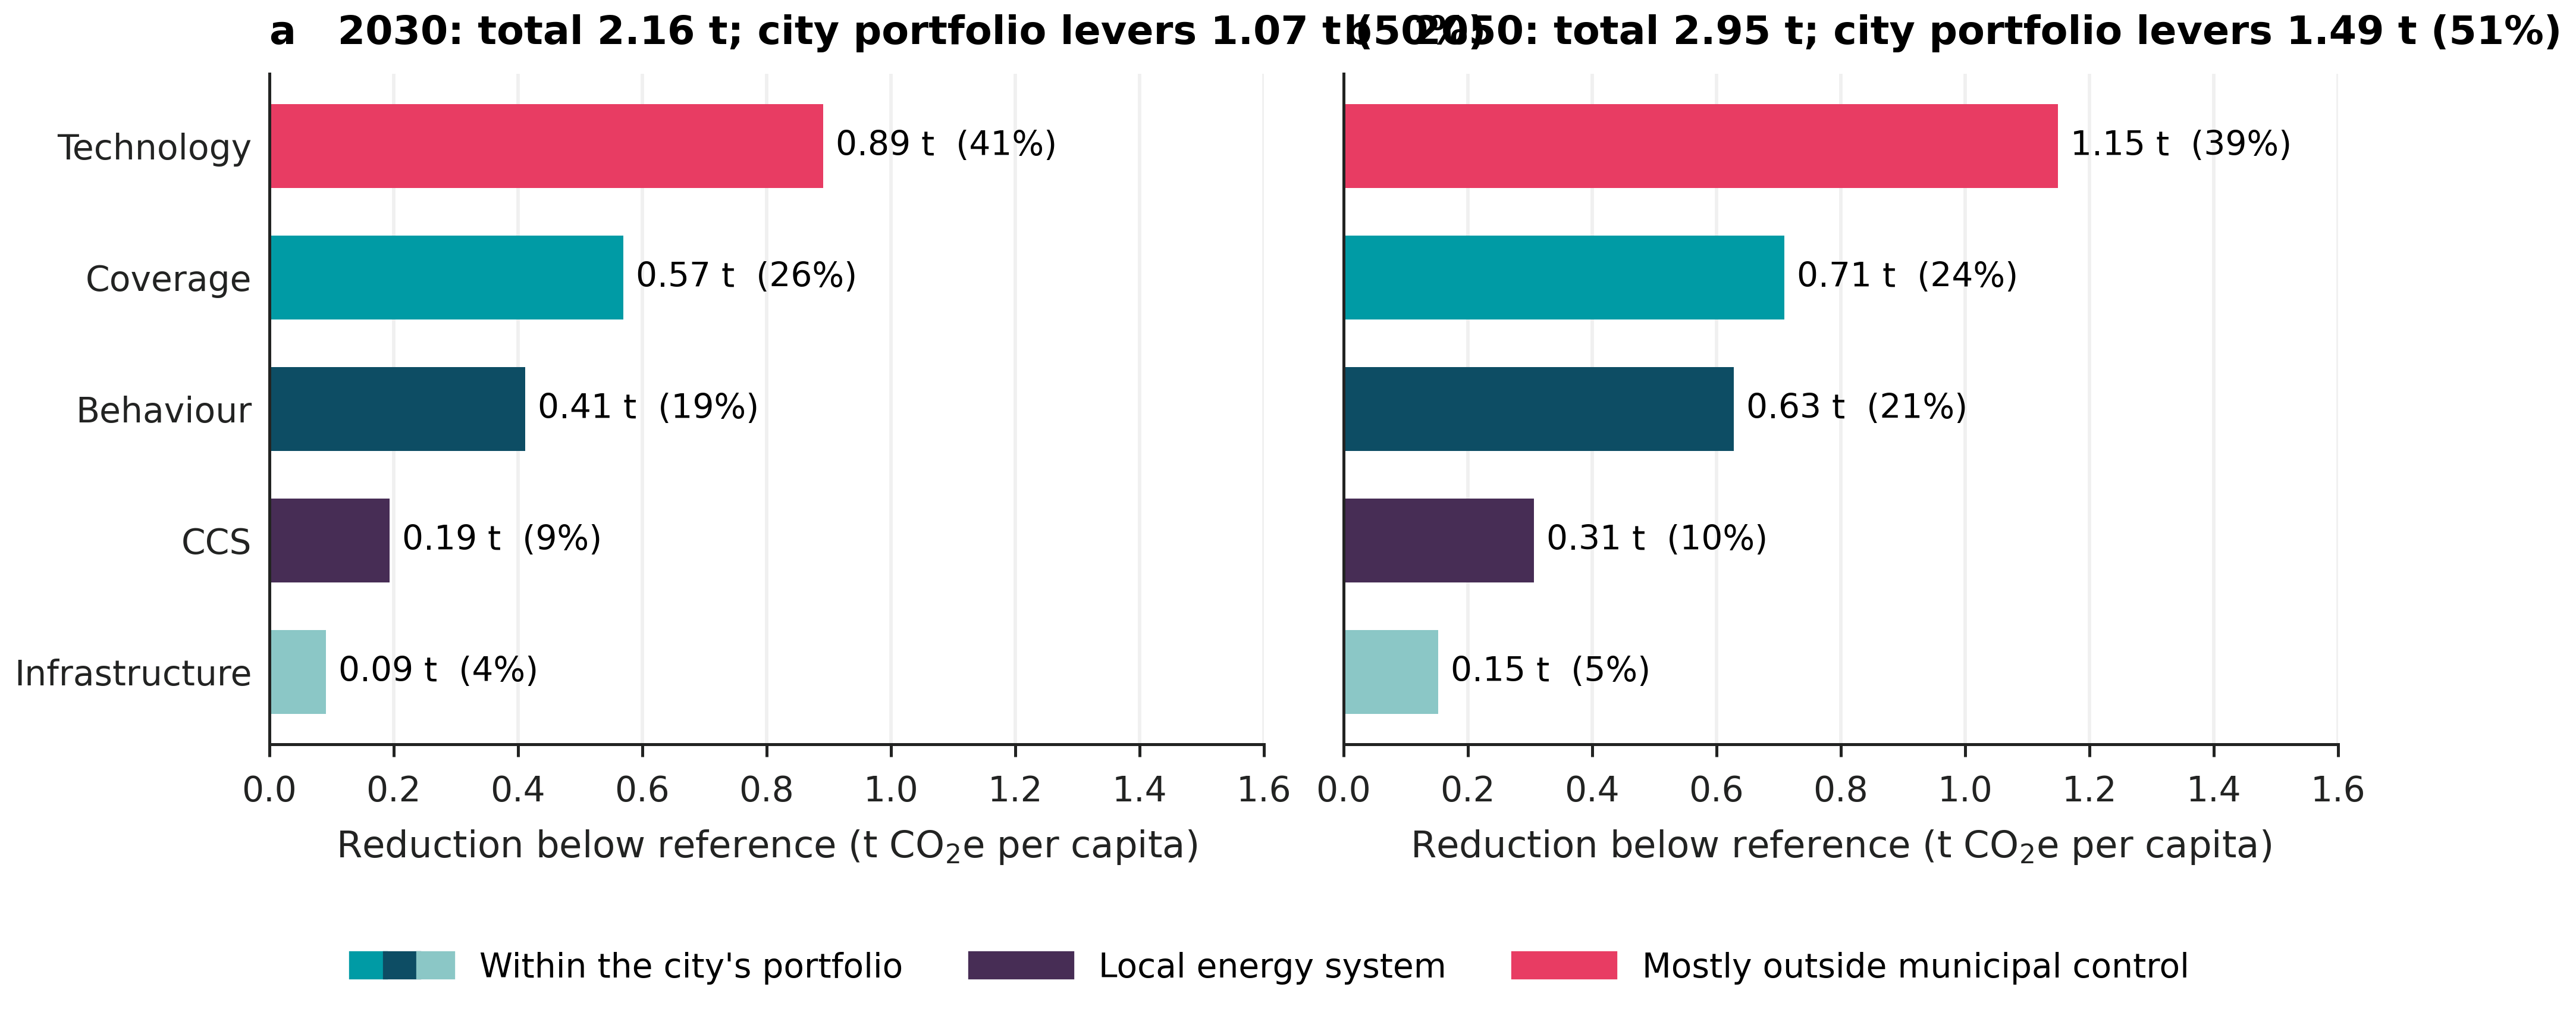 a 2030: total 2.16 t; city portfolio levers 1.07 t (50%)
b 2050: total 2.95 t; city portfolio levers 1.49 t (51%)
Technology
0.89 t (41%)
Coverage
0.57 t (26%)
Behaviour
0.41 t (19%)
CCS
0.19 t (9%)
Infrastructure
0.09 t (4%)
0.0 0.2 0.4 0.6 0.8 1.0 1.2 1.4 1.6
Reduction below reference (t CO₂e per capita)
1.15 t (39%)
0.71 t (24%)
0.63 t (21%)
0.31 t (10%)
0.15 t (5%)
0.0 0.2 0.4 0.6 0.8 1.0 1.2 1.4 1.6
Reduction below reference (t CO₂e per capita)
Within the city's portfolio
Local energy system
Mostly outside municipal control